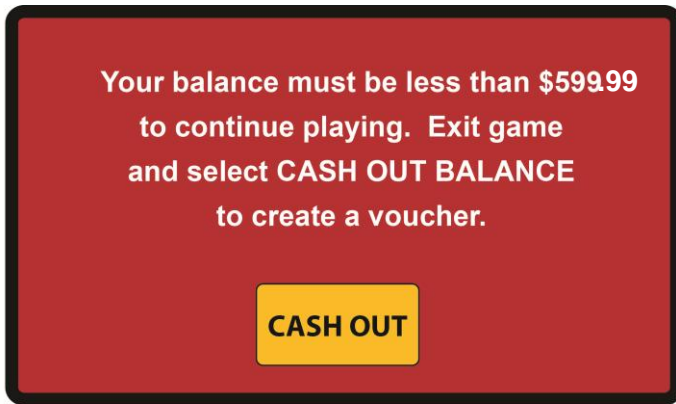 Your balance must be less than $599.99
to continue playing. Exit game
and select CASH OUT BALANCE
to create a voucher.
CASH OUT